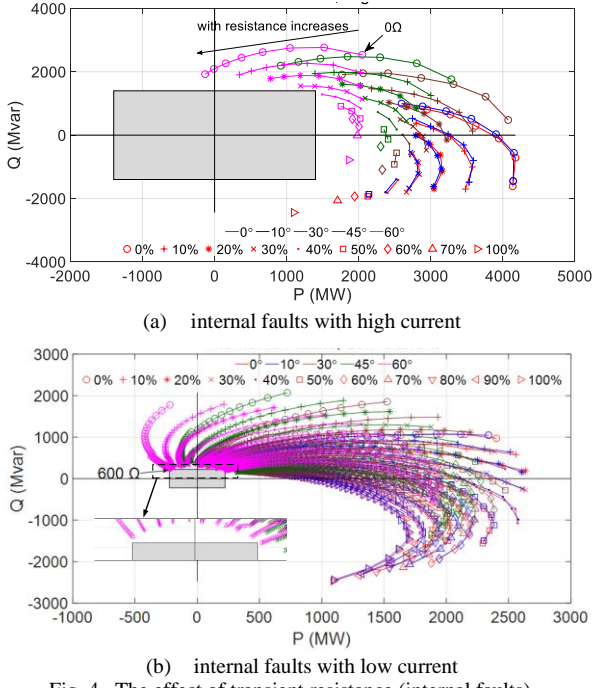 4000
with resistance increases
0Ω
2000
0
-2000
-4000
Q (Mvar)
0° 10° 30° 45° 60°
0% 10% 20% 30% 40% 50% 60% 70% 100%
-2000 -1000 0 1000 2000 3000 4000 5000
P (MW)
(a) internal faults with high current
3000
2000
1000
0
-1000
-2000
-3000
Q (Mvar)
0° 10° 30° 45° 60°
0% 10% 20% 30% 40% 50% 60% 70% 80% 90% 100%
600 Ω
-1000 -500 0 500 1000 1500 2000 2500 3000
P (MW)
(b) internal faults with low current
Fig. 4. The effect of transient resistance (internal faults)